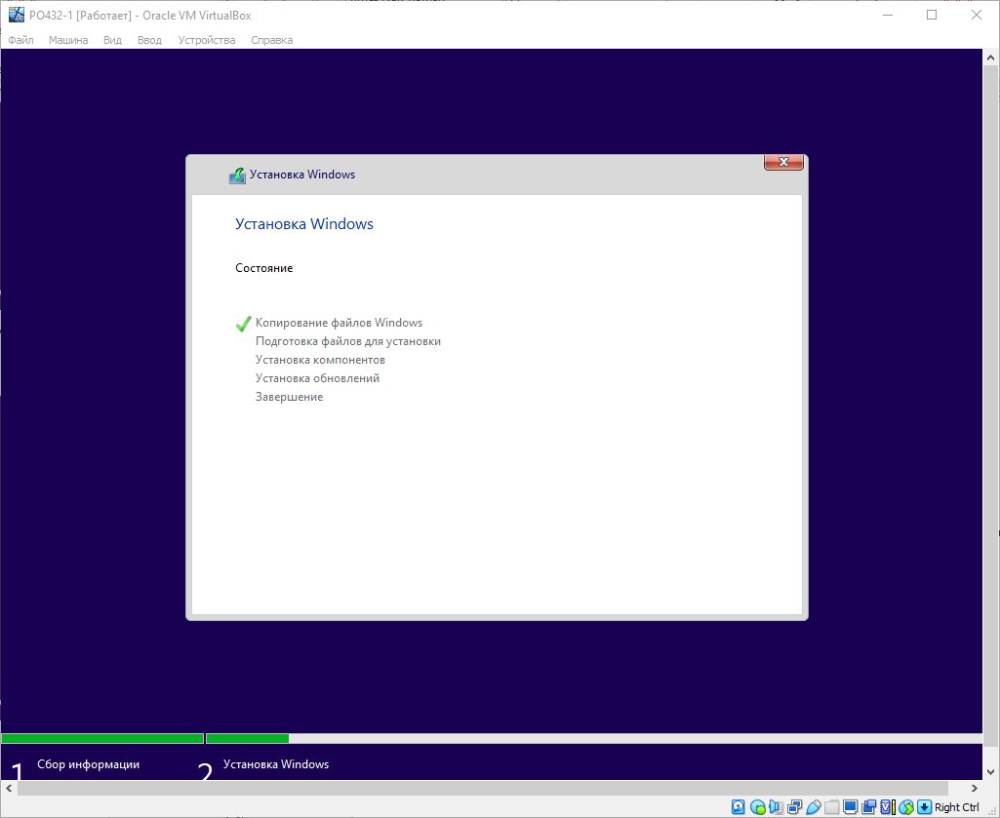 PO432-1 [Работает] - Oracle VM VirtualBox
Файл Машина Вид Ввод Устройства Справка
Установка Windows
Установка Windows
Состояние
Копирование файлов Windows
Подготовка файлов для установки
Установка компонентов
Установка обновлений
Завершение
1 Сбор информации 2 Установка Windows
Right Ctrl